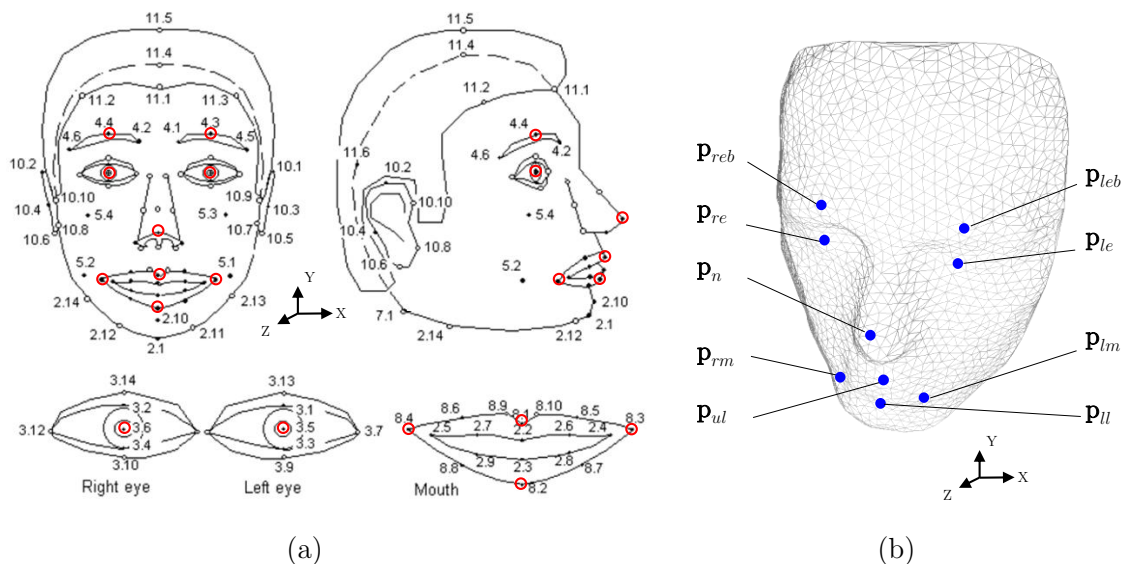 11.5
11.4
11.2 11.1 11.3
4.4 4.2 4.1 4.3
4.6 4.5
10.2 10.1
10.10 10.9
10.4 5.4 5.3 10.3
10.8 10.7
10.6 10.5
5.2 5.1
2.14 2.13
2.10
2.12 2.11
2.1
Y
X
Z
11.5
11.4
11.2 11.1
4.4
4.6 4.2
11.6 10.2
10.10
5.4
10.4
10.8
10.6
5.2
2.10
7.1 2.1
2.14 2.12
3.14
3.2
3.12 3.6
3.4
3.10
Right eye
3.13
3.1
3.5 3.7
3.3
3.9
Left eye
8.6 8.9 8.1 8.10 8.5
8.4 8.3
2.5 2.7 2.2 2.6 2.4
8.8 2.9 2.3 2.8 8.7
8.2
Mouth
(a)
p_reb
p_leb
p_re
p_le
p_n
p_rm
p_lm
p_ul
p_ll
Y
X
Z
(b)